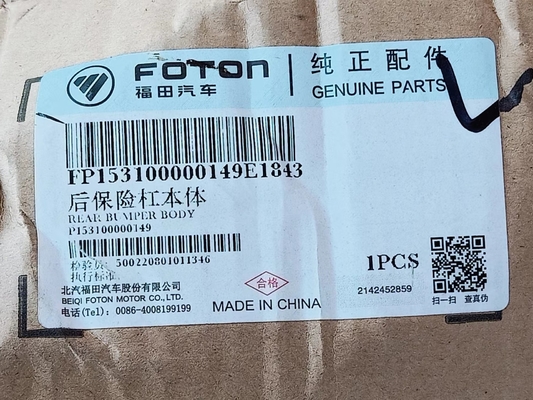 FOTON
福田汽车
纯正配件
GENUINE PARTS
FP153100000149E1843
后保险杠本体
REAR BUMPER BODY
P153100000149
检验员: 50022080101​1346
执行标准:
北汽福田汽车股份有限公司
BEIQI FOTON MOTOR CO.,LTD.
电话(Tel): 0086-4008199199
合格
MADE IN CHINA
1PCS
2142452859
扫一扫 查真伪